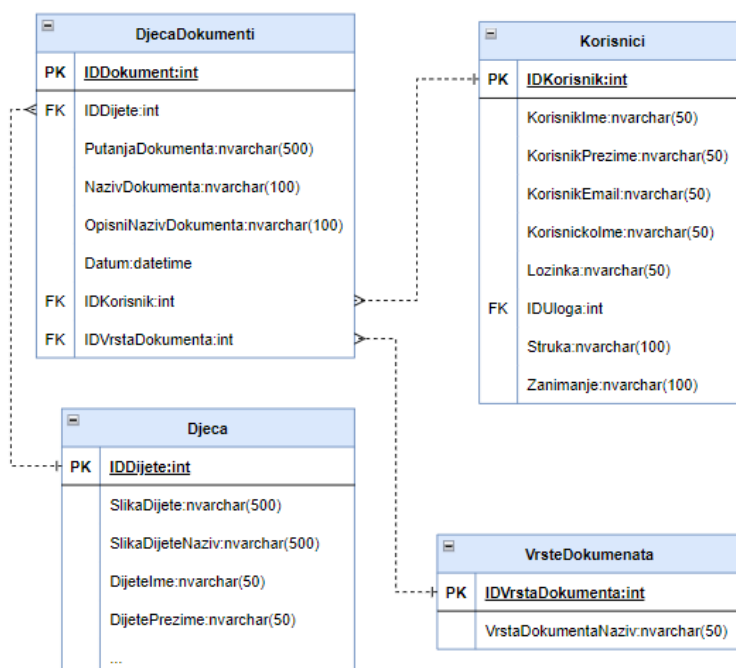 DjecaDokumenti
PK IDDokument:int
FK IDDijete:int
PutanjaDokumenta:nvarchar(500)
NazivDokumenta:nvarchar(100)
OpisniNazivDokumenta:nvarchar(100)
Datum:datetime
FK IDKorisnik:int
FK IDVrstaDokumenta:int
Korisnici
PK IDKorisnik:int
KorisnikIme:nvarchar(50)
KorisnikPrezime:nvarchar(50)
KorisnikEmail:nvarchar(50)
KorisnickoIme:nvarchar(50)
Lozinka:nvarchar(50)
FK IDUloga:int
Struka:nvarchar(100)
Zanimanje:nvarchar(100)
Djeca
PK IDDijete:int
SlikaDijete:nvarchar(500)
SlikaDijeteNaziv:nvarchar(500)
DijeteIme:nvarchar(50)
DijetePrezime:nvarchar(50)
...
VrsteDokumenata
PK IDVrstaDokumenta:int
VrstaDokumentaNaziv:nvarchar(50)